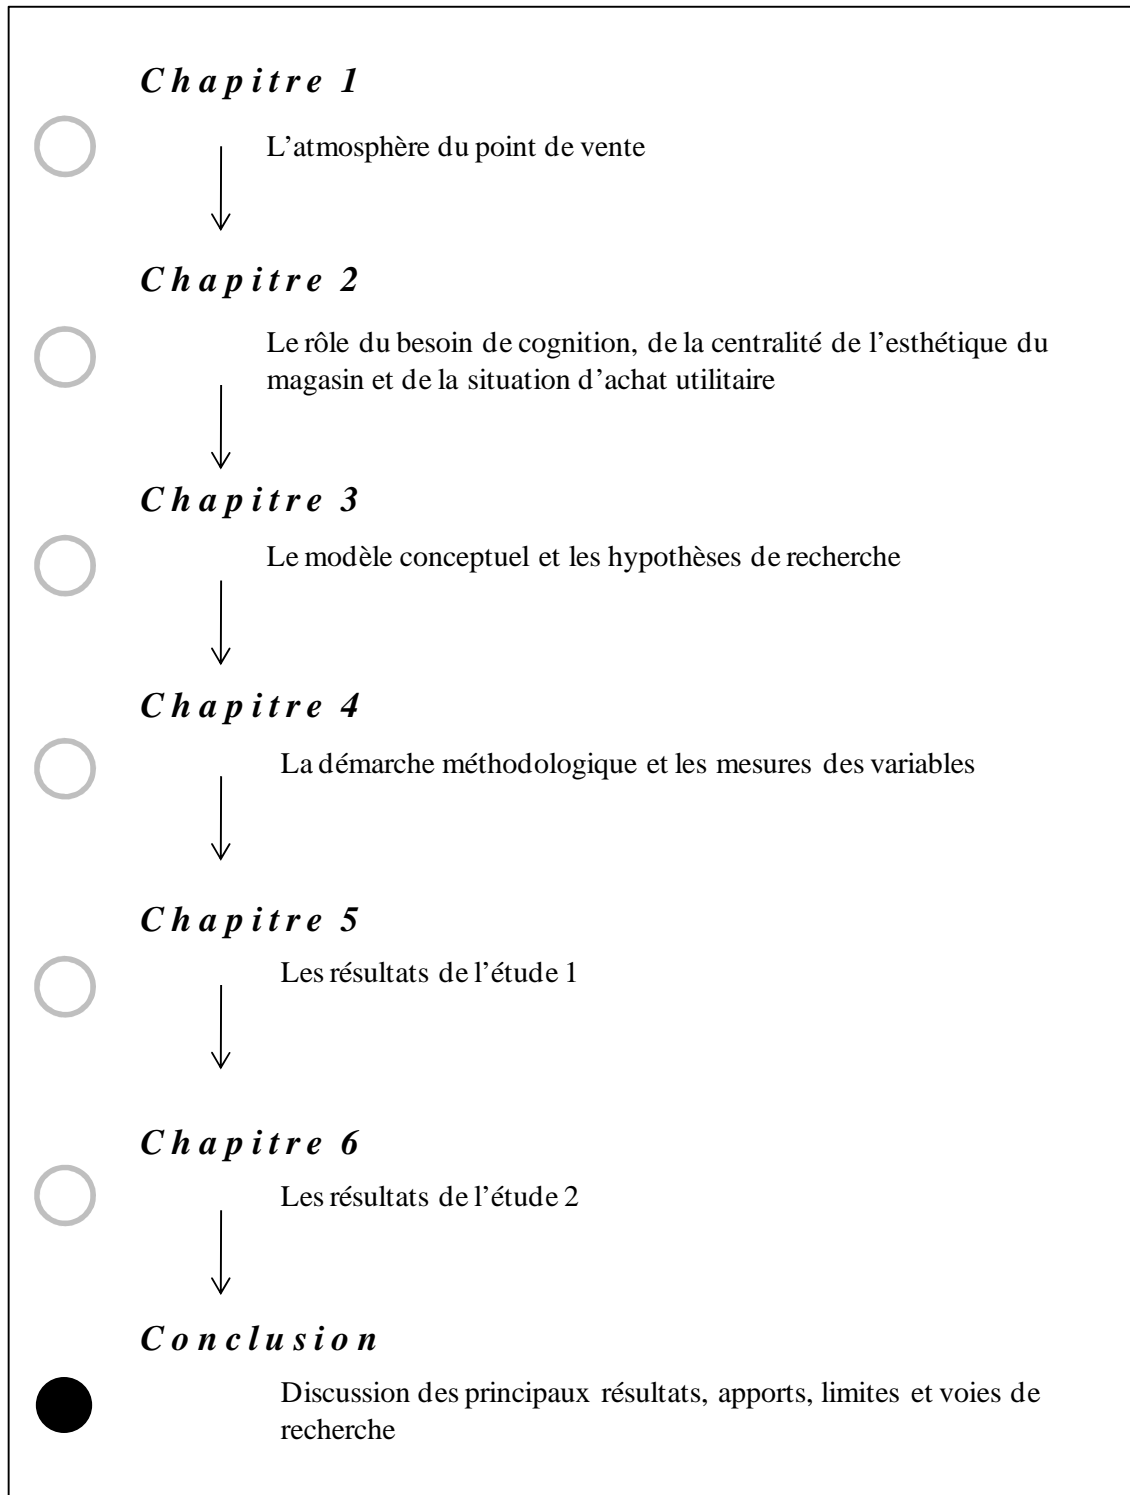 Chapitre 1
L’atmosphère du point de vente
Chapitre 2
Le rôle du besoin de cognition, de la centralité de l’esthétique du
magasin et de la situation d’achat utilitaire
Chapitre 3
Le modèle conceptuel et les hypothèses de recherche
Chapitre 4
La démarche méthodologique et les mesures des variables
Chapitre 5
Les résultats de l’étude 1
Chapitre 6
Les résultats de l’étude 2
Conclusion
Discussion des principaux résultats, apports, limites et voies de
recherche